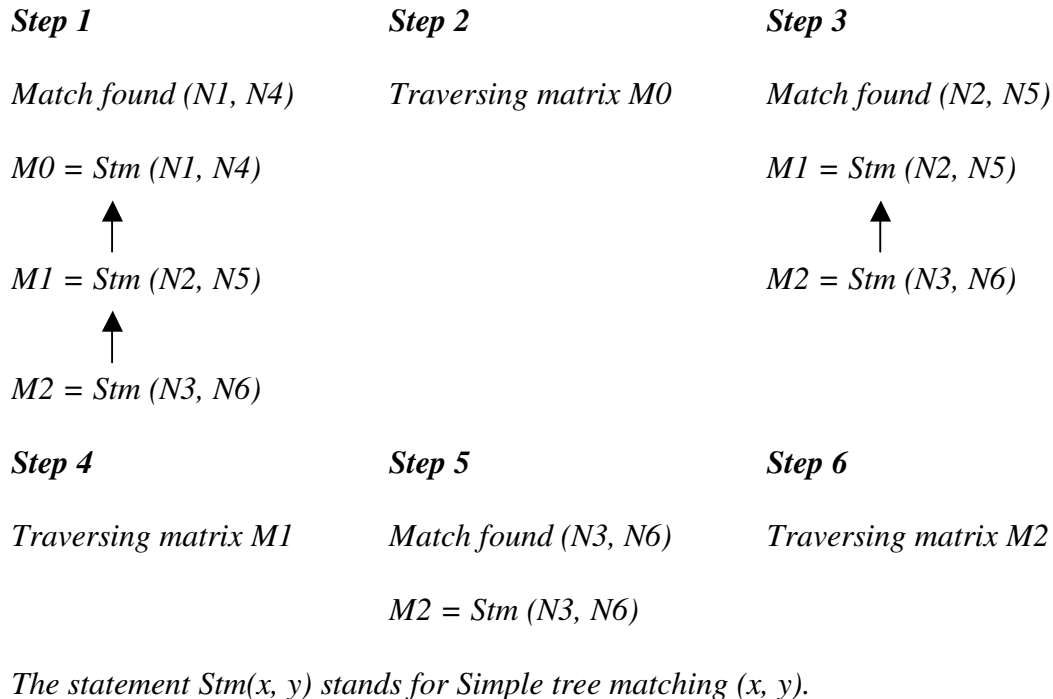 Step 1 Step 2 Step 3
Match found (N1, N4) Traversing matrix M0 Match found (N2, N5)
M0 = Stm (N1, N4) M1 = Stm (N2, N5)
M1 = Stm (N2, N5) M2 = Stm (N3, N6)
M2 = Stm (N3, N6)
Step 4 Step 5 Step 6
Traversing matrix M1 Match found (N3, N6) Traversing matrix M2
M2 = Stm (N3, N6)
The statement Stm(x, y) stands for Simple tree matching (x, y).